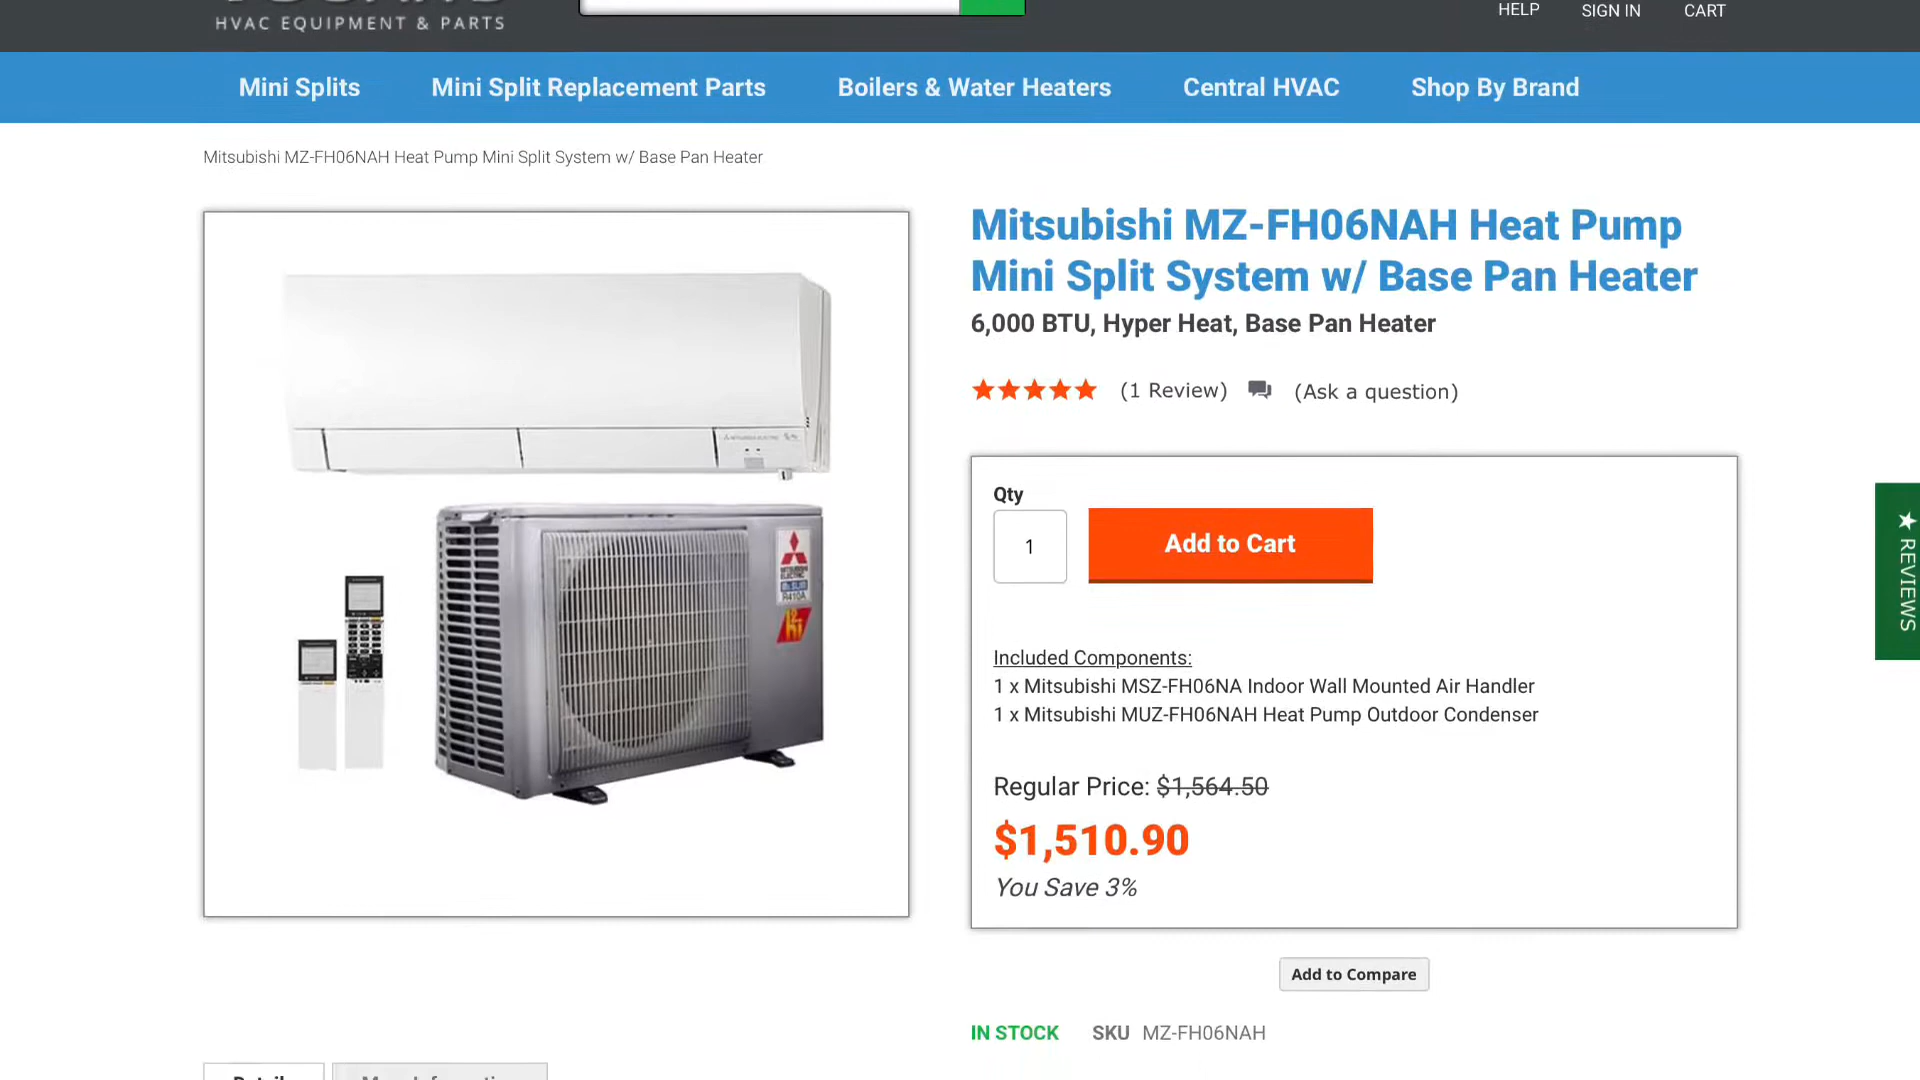 HVAC EQUIPMENT & PARTS
HELP
SIGN IN
CART
Mini Splits
Mini Split Replacement Parts
Boilers & Water Heaters
Central HVAC
Shop By Brand
Mitsubishi MZ-FH06NAH Heat Pump Mini Split System w/ Base Pan Heater
Mitsubishi MZ-FH06NAH Heat Pump
Mini Split System w/ Base Pan Heater
6,000 BTU, Hyper Heat, Base Pan Heater
(1 Review)
(Ask a question)
Qty
1
Add to Cart
Included Components:
1 x Mitsubishi MSZ-FH06NA Indoor Wall Mounted Air Handler
1 x Mitsubishi MUZ-FH06NAH Heat Pump Outdoor Condenser
Regular Price: $1,564.50
$1,510.90
You Save 3%
Add to Compare
IN STOCK
SKU MZ-FH06NAH
★ REVIEWS
MITSUBISHI
ELECTRIC
R410A